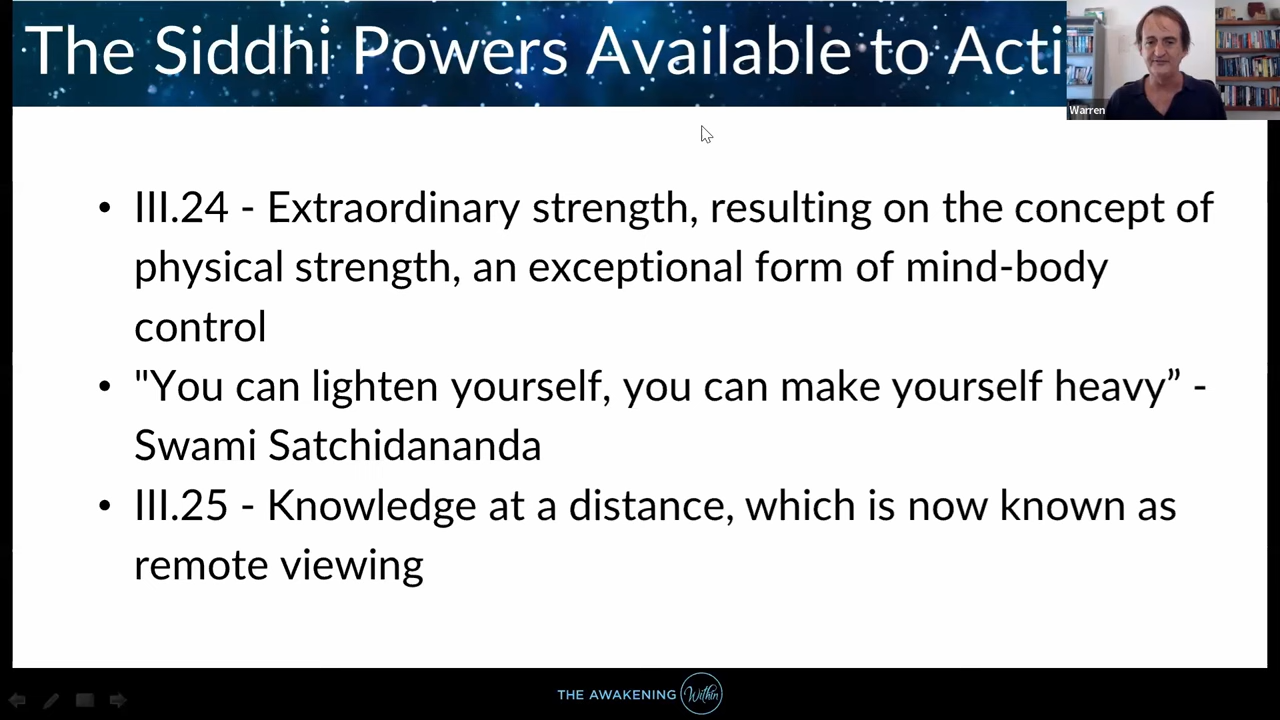 The Siddhi Powers Available to Acti
Warren
• III.24 - Extraordinary strength, resulting on the concept of
physical strength, an exceptional form of mind-body
control
• "You can lighten yourself, you can make yourself heavy” -
Swami Satchidananda
• III.25 - Knowledge at a distance, which is now known as
remote viewing
THE AWAKENING Within